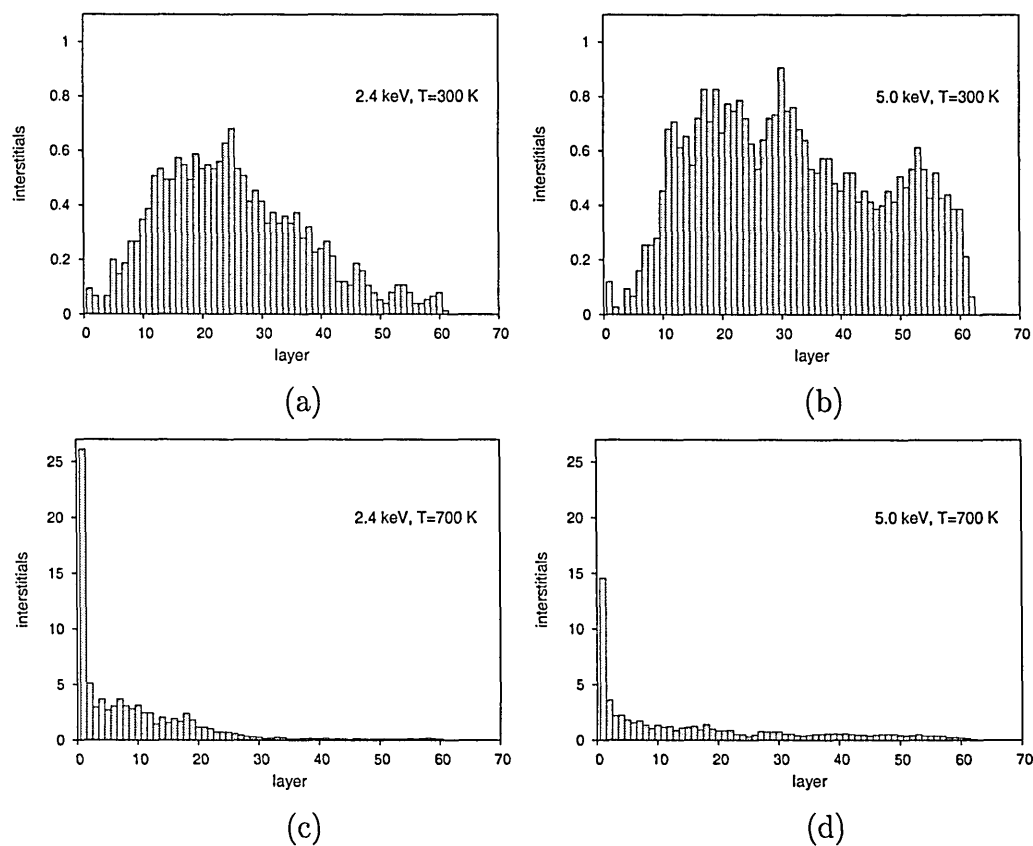 1
0.8
0.6
0.4
0.2
0
interstitials
2.4 keV, T=300 K
0 10 20 30 40 50 60 70
layer
(a)
1
0.8
0.6
0.4
0.2
0
interstitials
5.0 keV, T=300 K
0 10 20 30 40 50 60 70
layer
(b)
25
20
15
10
5
0
interstitials
2.4 keV, T=700 K
0 10 20 30 40 50 60 70
layer
(c)
25
20
15
10
5
0
interstitials
5.0 keV, T=700 K
0 10 20 30 40 50 60 70
layer
(d)